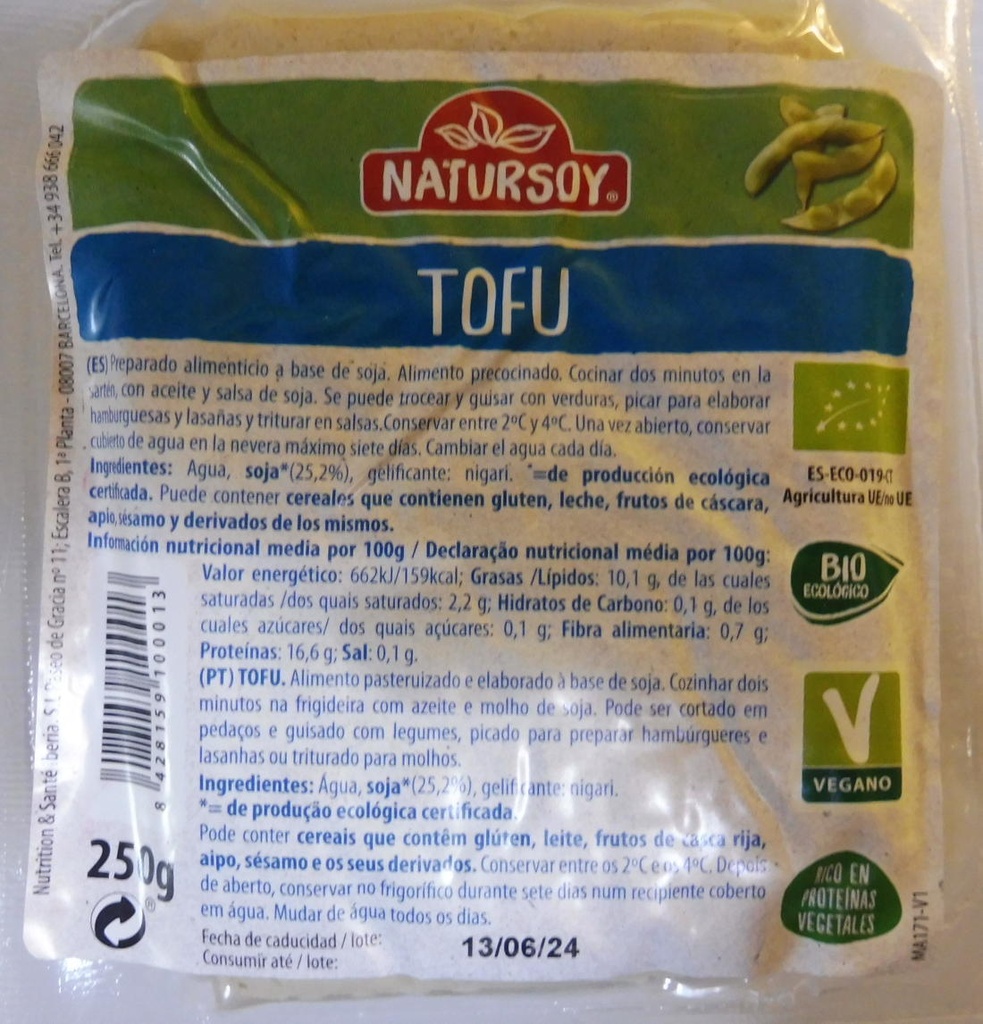 NATURSOY®
TOFU
(ES) Preparado alimenticio a base de soja. Alimento precocinado. Cocinar dos minutos en la
sartén, con aceite y salsa de soja. Se puede trocear y guisar con verduras, picar para elaborar
hamburguesas y lasañas y triturar en salsas. Conservar entre 2ºC y 4ºC. Una vez abierto, conservar
cubierto de agua en la nevera máximo siete días. Cambiar el agua cada día.
Ingredientes: Agua, soja*(25,2%), gelificante: nigari. *=de producción ecológica
certificada. Puede contener cereales que contienen gluten, leche, frutos de cáscara,
apio, sésamo y derivados de los mismos.
Información nutricional media por 100g / Declaração nutricional média por 100g:
Valor energético: 662kJ/159kcal; Grasas /Lípidos: 10,1 g, de las cuales
saturadas /dos quais saturados: 2,2 g; Hidratos de Carbono: 0,1 g, de los
cuales azúcares/ dos quais açúcares: 0,1 g; Fibra alimentaria: 0,7 g;
Proteínas: 16,6 g; Sal: 0,1 g.
(PT) TOFU. Alimento pasteruizado e elaborado à base de soja. Cozinhar dois
minutos na frigideira com azeite e molho de soja. Pode ser cortado em
pedaços e guisado com legumes, picado para preparar hambúrgueres e
lasanhas ou triturado para molhos.
Ingredientes: Água, soja*(25,2%), gelificante: nigari.
*= de produção ecológica certificada.
Pode conter cereais que contêm glúten, leite, frutos de casca rija,
aipo, sésamo e os seus derivados. Conservar entre os 2ºC e os 4ºC. Depois
de aberto, conservar no frigorífico durante sete dias num recipiente coberto
em água. Mudar de água todos os dias.
Fecha de caducidad / lote:
Consumir até / lote:
13/06/24
ES-ECO-019-CT
Agricultura UE/no UE
BIO
ECOLÓGICO
V
VEGANO
RICO EN
PROTEÍNAS
VEGETALES
MA171-V1
8 428159 100013
250g
®
Nutrition & Santé Iberia. S.L Paseo de Gracia nº 11; Escalera B, 1ª Planta - 08007 BARCELONA. Tel. +34 938 666 042